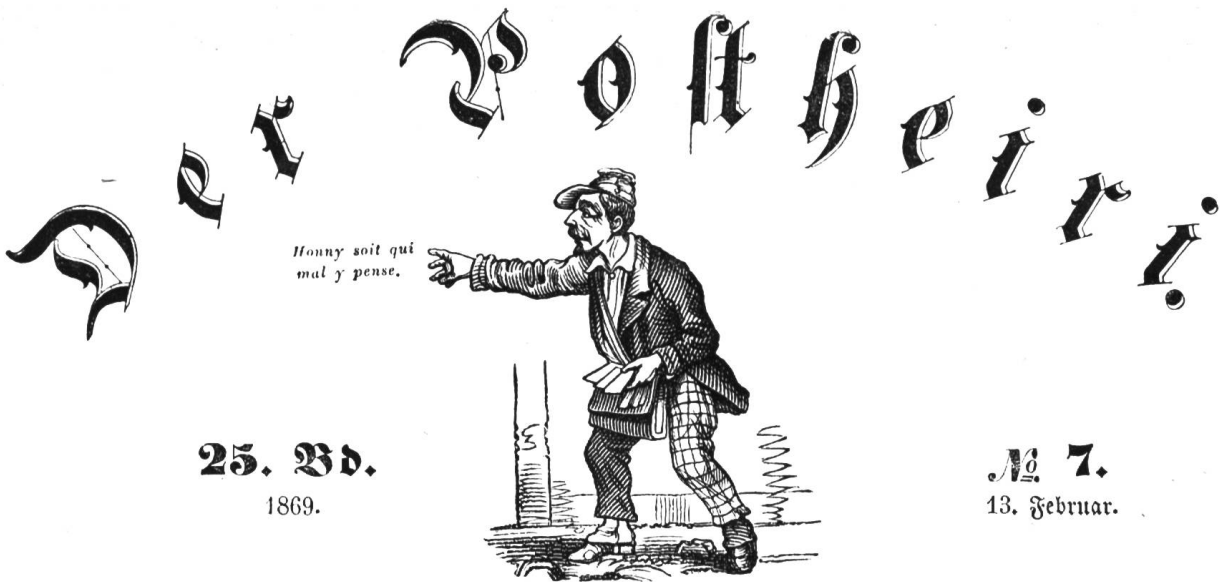 Der Postheiri.
Honny soit qui
mal y pense.
25. Bd.
1869.
No. 7.
13. Februar.